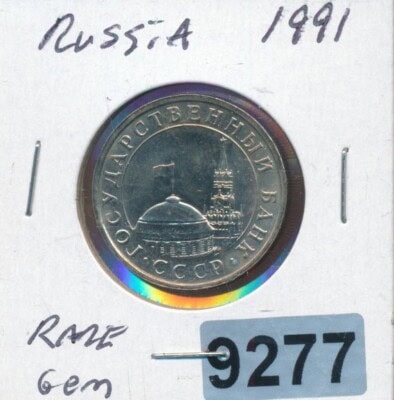 Russia 1991
ГОСУДАРСТВЕННЫЙ БАНК
СССР
RARE
Gem
9277